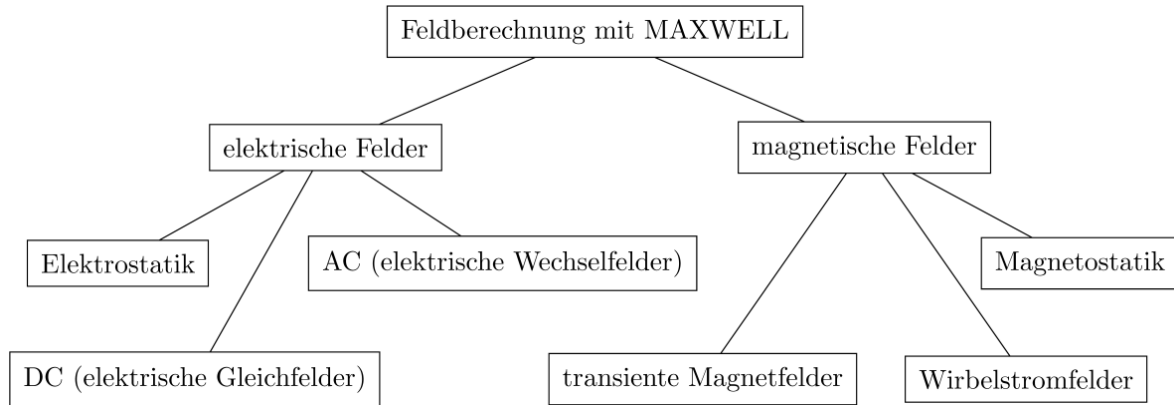 Feldberechnung mit MAXWELL
elektrische Felder
magnetische Felder
Elektrostatik
AC (elektrische Wechselfelder)
Magnetostatik
DC (elektrische Gleichfelder)
transiente Magnetfelder
Wirbelstromfelder